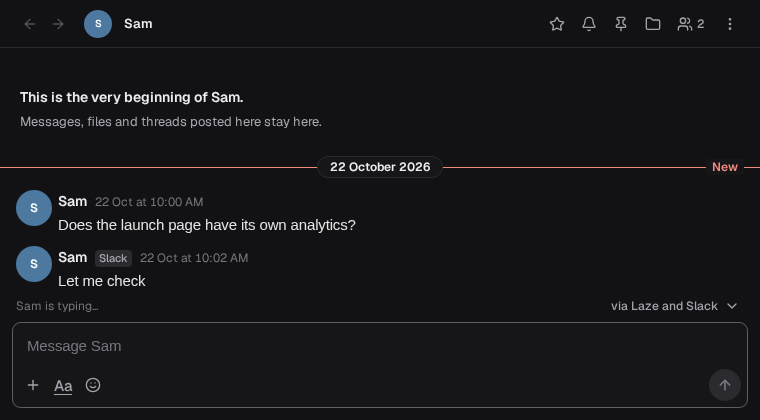 S Sam 2
This is the very beginning of Sam.
Messages, files and threads posted here stay here.
22 October 2026 New
S Sam 22 Oct at 10:00 AM
Does the launch page have its own analytics?
S Sam Slack 22 Oct at 10:02 AM
Let me check
Sam is typing… via Laze and Slack
Message Sam
Aa